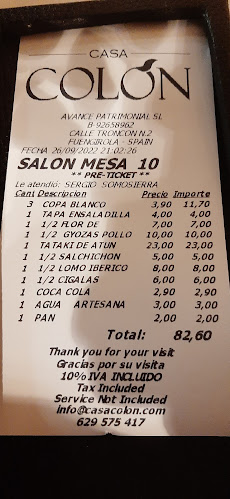 CASA
COLÓN
AVANCE PATRIMONIAL SL
B-92658962
CALLE TRONCON N.2
FUENGIROLA - SPAIN
FECHA 26/09/2022 21:02:26
SALON MESA 10
** PRE-TICKET **
Le atendió: SERGIO SOMOSIERRA
Cant Descripcion Precio Importe
3 COPA BLANCO 3,90 11,70
1 TAPA ENSALADILLA 4,00 4,00
1 1/2 FLOR DE 7,00 7,00
1 1/2 GYOZAS POLLO 10,00 10,00
1 TATAKI DE ATUN 23,00 23,00
1 1/2 SALCHICHON 5,00 5,00
1 1/2 LOMO IBERICO 8,00 8,00
1 1/2 CIGALAS 6,00 6,00
1 COCA COLA 2,90 2,90
1 AGUA ARTESANA 3,00 3,00
1 PAN 2,00 2,00
Total: 82,60
Thank you for your visit
Gracias por su visita
10% IVA INCLUIDO
Tax Included
Service Not Included
info@casacolon.com
629 575 417